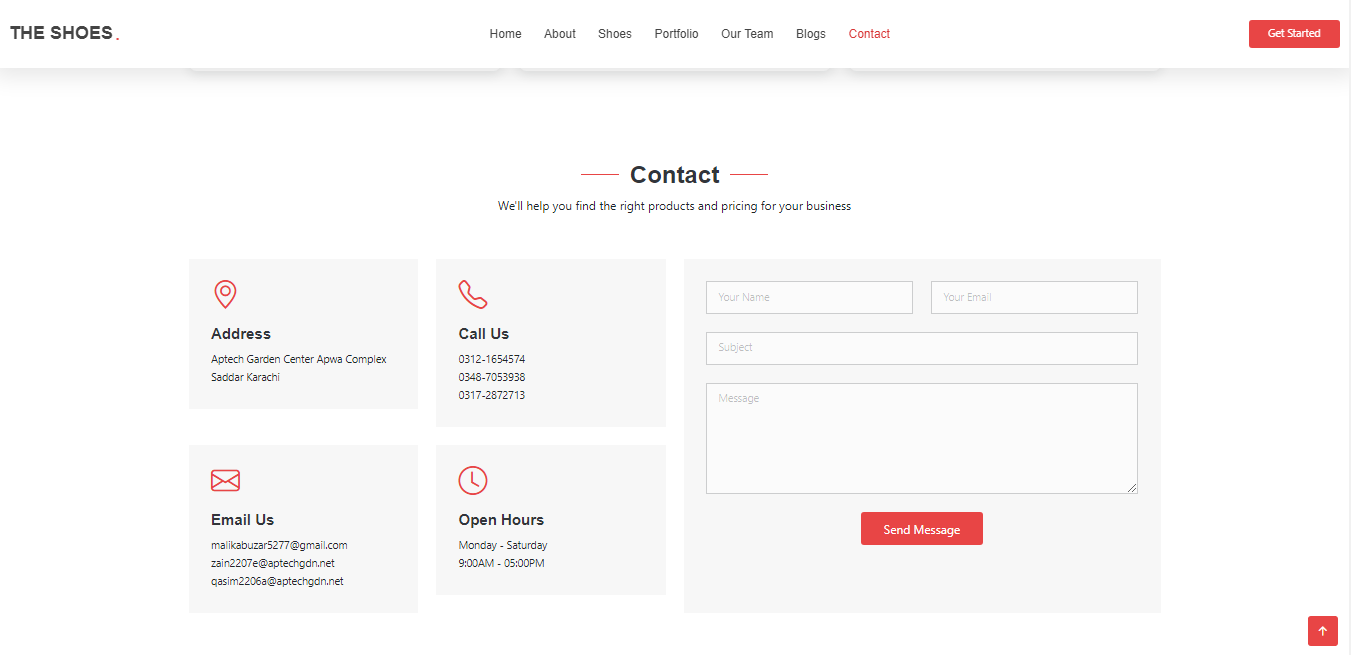 THE SHOES.
Home About Shoes Portfolio Our Team Blogs Contact
Get Started
Contact
We'll help you find the right products and pricing for your business
Address
Aptech Garden Center Apwa Complex
Saddar Karachi
Call Us
0312-1654574
0348-7053938
0317-2872713
Email Us
malikabuzar5277@gmail.com
zain2207e@aptechgdn.net
qasim2206a@aptechgdn.net
Open Hours
Monday - Saturday
9:00AM - 05:00PM
Your Name
Your Email
Subject
Message
Send Message